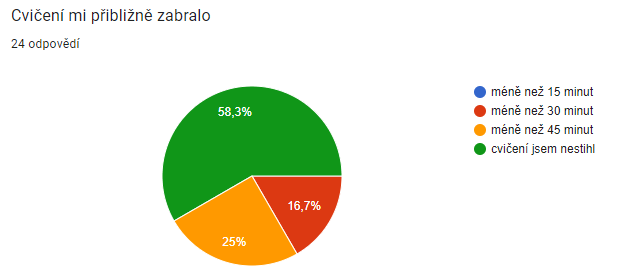 Cvičení mi přibližně zabralo
24 odpovědí
58,3%
16,7%
25%
méně než 15 minut
méně než 30 minut
méně než 45 minut
cvičení jsem nestihl